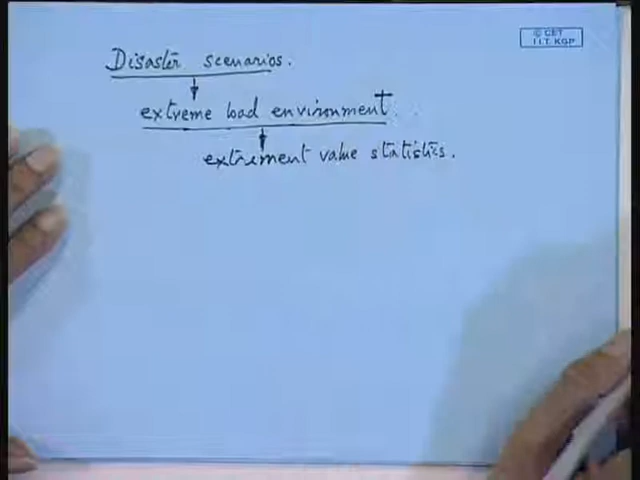 © CET
I.I.T. KGP
Disaster scenarios.
extreme load environment.
extrement value statistics.